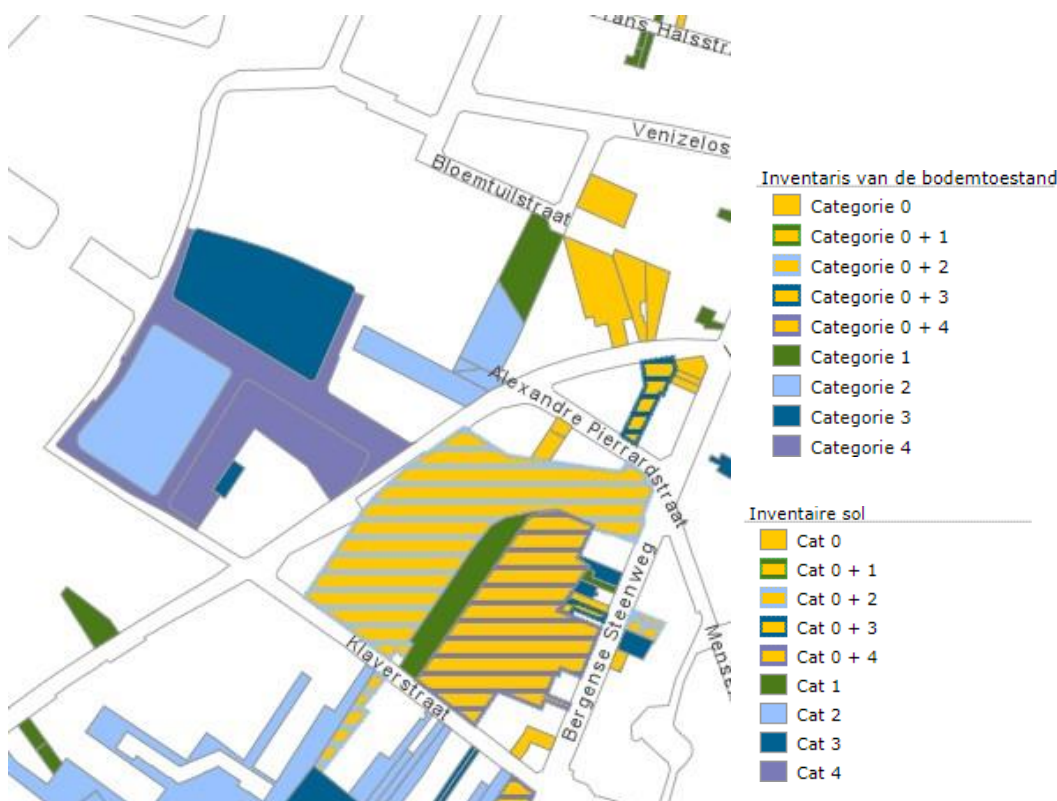 Frans Halsstr
Venizelos
Bloemtuilstraat
Alexandre Pierrardstraat
Bergense Steenweg
Mensa
Klaverstraat
Inventaris van de bodemtoestand
Categorie 0
Categorie 0 + 1
Categorie 0 + 2
Categorie 0 + 3
Categorie 0 + 4
Categorie 1
Categorie 2
Categorie 3
Categorie 4
Inventaire sol
Cat 0
Cat 0 + 1
Cat 0 + 2
Cat 0 + 3
Cat 0 + 4
Cat 1
Cat 2
Cat 3
Cat 4